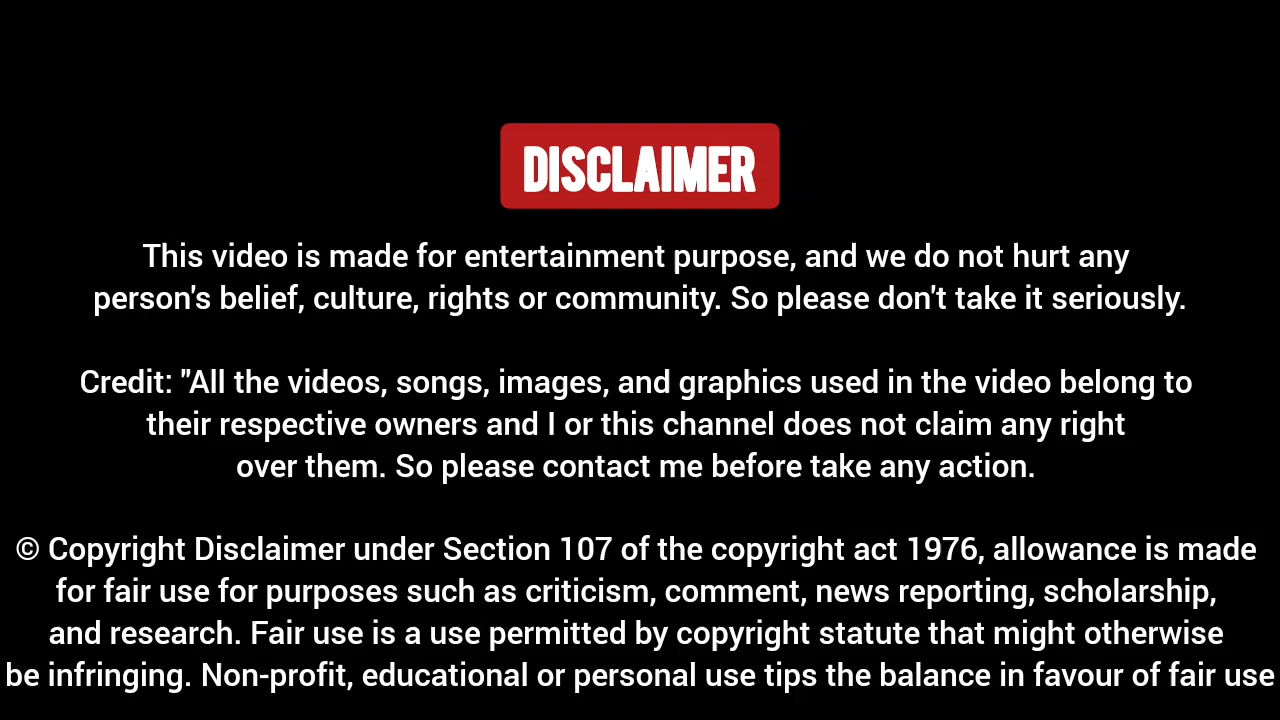 DISCLAIMER
This video is made for entertainment purpose, and we do not hurt any
person's belief, culture, rights or community. So please don't take it seriously.
Credit: "All the videos, songs, images, and graphics used in the video belong to
their respective owners and I or this channel does not claim any right
over them. So please contact me before take any action.
© Copyright Disclaimer under Section 107 of the copyright act 1976, allowance is made
for fair use for purposes such as criticism, comment, news reporting, scholarship,
and research. Fair use is a use permitted by copyright statute that might otherwise
be infringing. Non-profit, educational or personal use tips the balance in favour of fair use